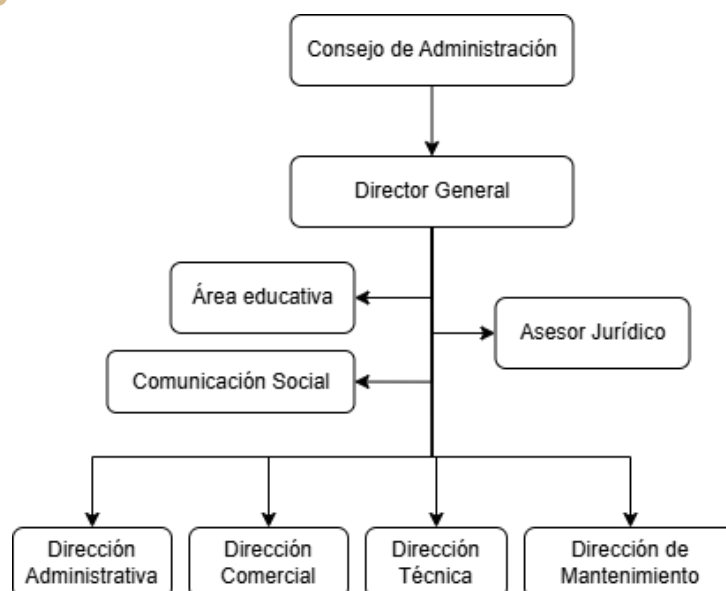 Consejo de Administración
Director General
Área educativa
Asesor Jurídico
Comunicación Social
Dirección
Administrativa
Dirección
Comercial
Dirección
Técnica
Dirección de
Mantenimiento